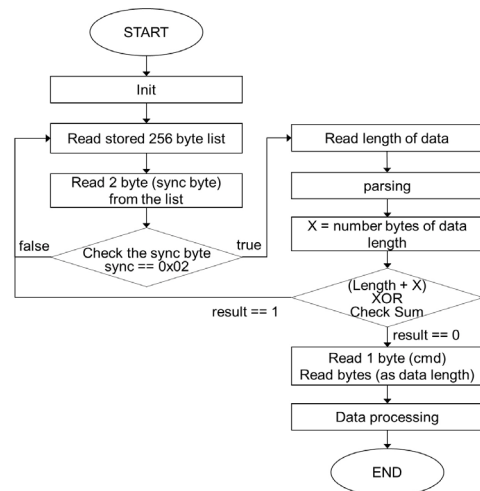 START
Init
Read stored 256 byte list
Read 2 byte (sync byte)
from the list
false
Check the sync byte
sync == 0x02
true
Read length of data
parsing
X = number bytes of data
length
(Length + X)
XOR
Check Sum
result == 1
result == 0
Read 1 byte (cmd)
Read bytes (as data length)
Data processing
END